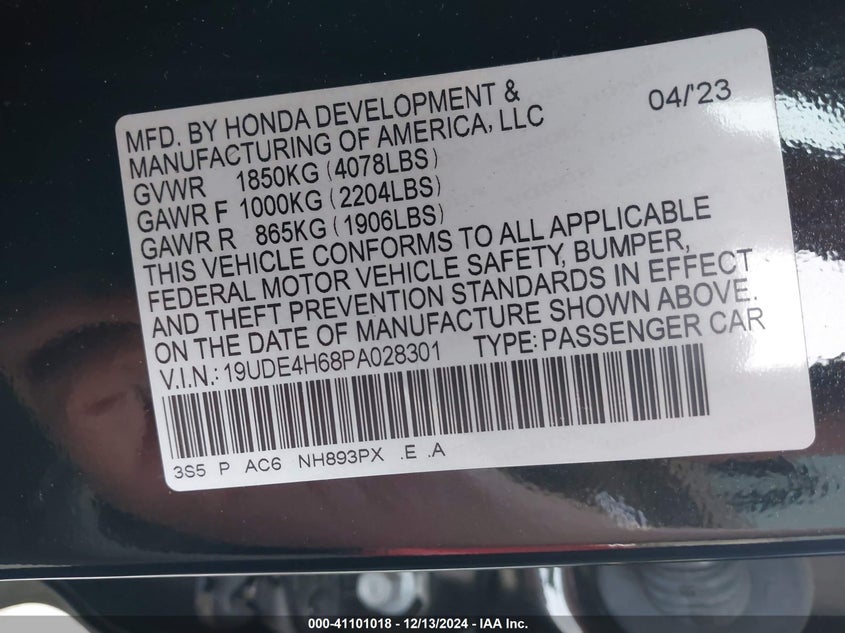 04/'23
MFD. BY HONDA DEVELOPMENT &
MANUFACTURING OF AMERICA, LLC
GVWR 1850KG (4078LBS)
GAWR F 1000KG (2204LBS)
GAWR R 865KG (1906LBS)
THIS VEHICLE CONFORMS TO ALL APPLICABLE
FEDERAL MOTOR VEHICLE SAFETY, BUMPER,
AND THEFT PREVENTION STANDARDS IN EFFECT
ON THE DATE OF MANUFACTURE SHOWN ABOVE.
V.I.N.: 19UDE4H68PA028301 TYPE: PASSENGER CAR
3S5 P AC6 NH893PX .E .A
000-41101018 - 12/13/2024 - IAA Inc.